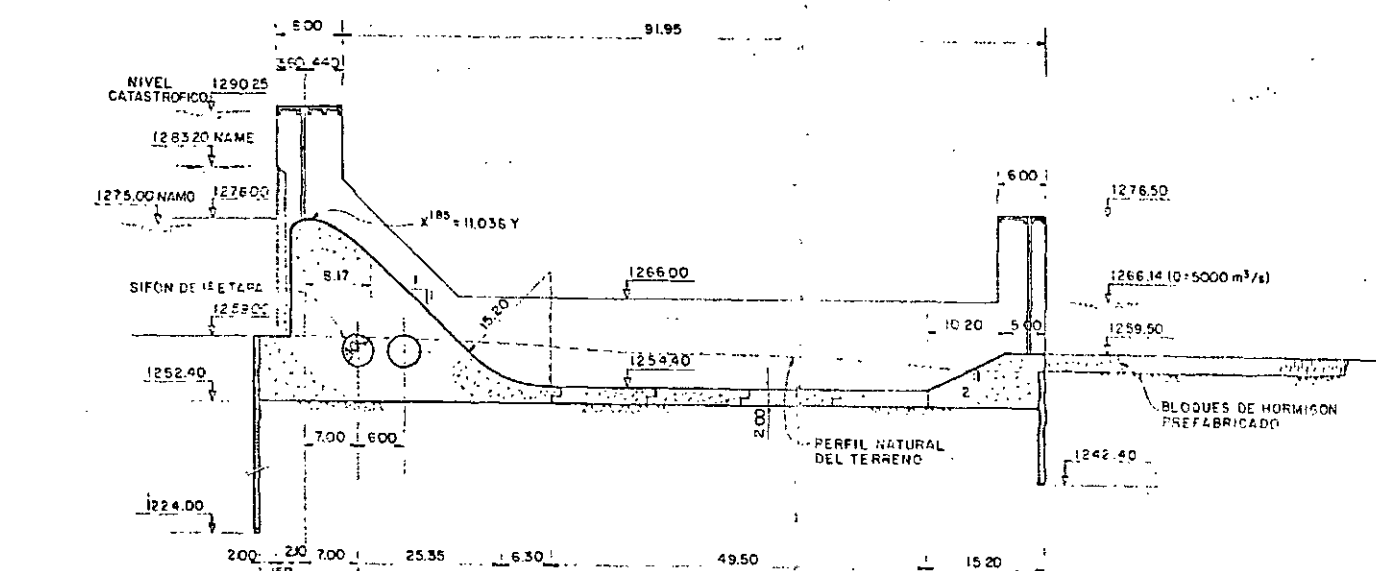 8.00
91.95
3.60 4.40
NIVEL
CATASTROFICO
1290.25
1283.20 NAME
1275.00 NAMO
1276.00
X^1.85 = 11.036 Y
6.00
1276.50
8.17
1
1
15.20
1266.00
1266.14 (Q=5000 m³/s)
SIFÓN DE 1ª ETAPA
1259.00
10.20
5.00
1259.50
1252.40
1254.40
1
2
2.00
BLOQUES DE HORMIGON
PREFABRICADO
7.00
6.00
PERFIL NATURAL
DEL TERRENO
1242.40
1224.00
2.00
2.10
7.00
25.35
6.30
49.50
15.20